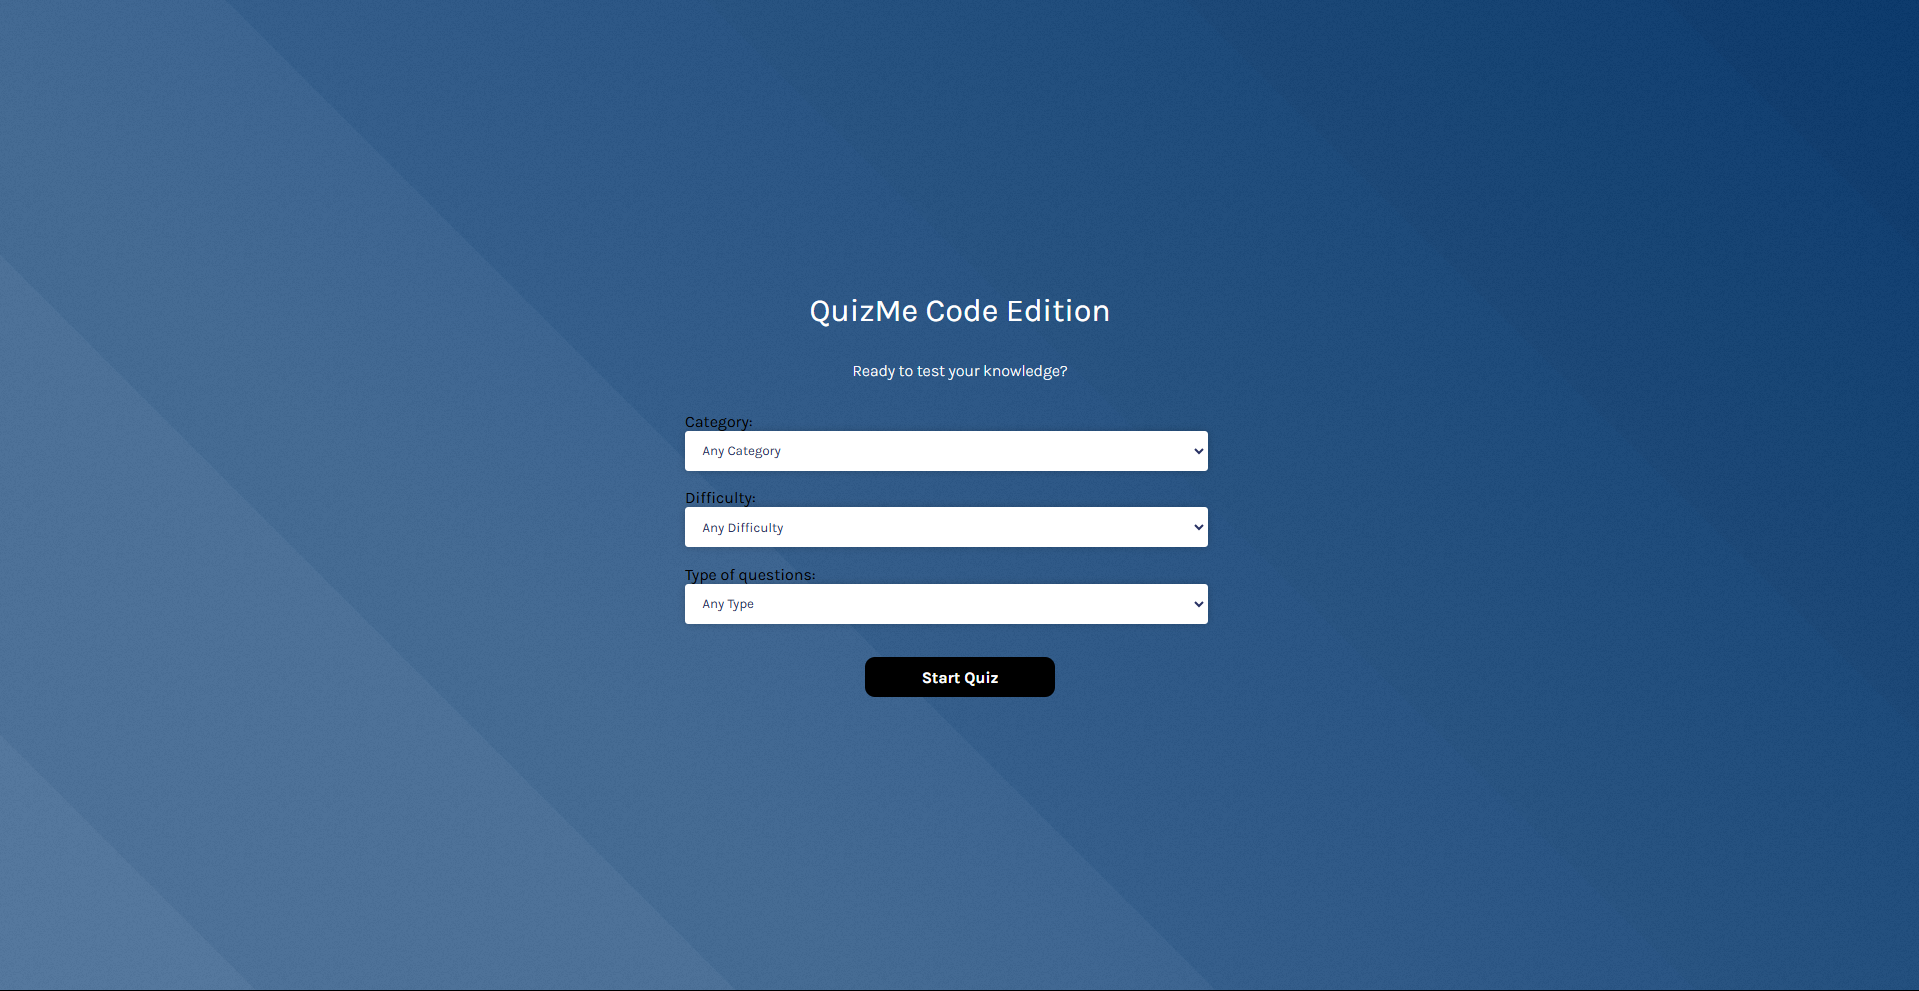 QuizMe Code Edition
Ready to test your knowledge?
Category:
Any Category
Difficulty:
Any Difficulty
Type of questions:
Any Type
Start Quiz